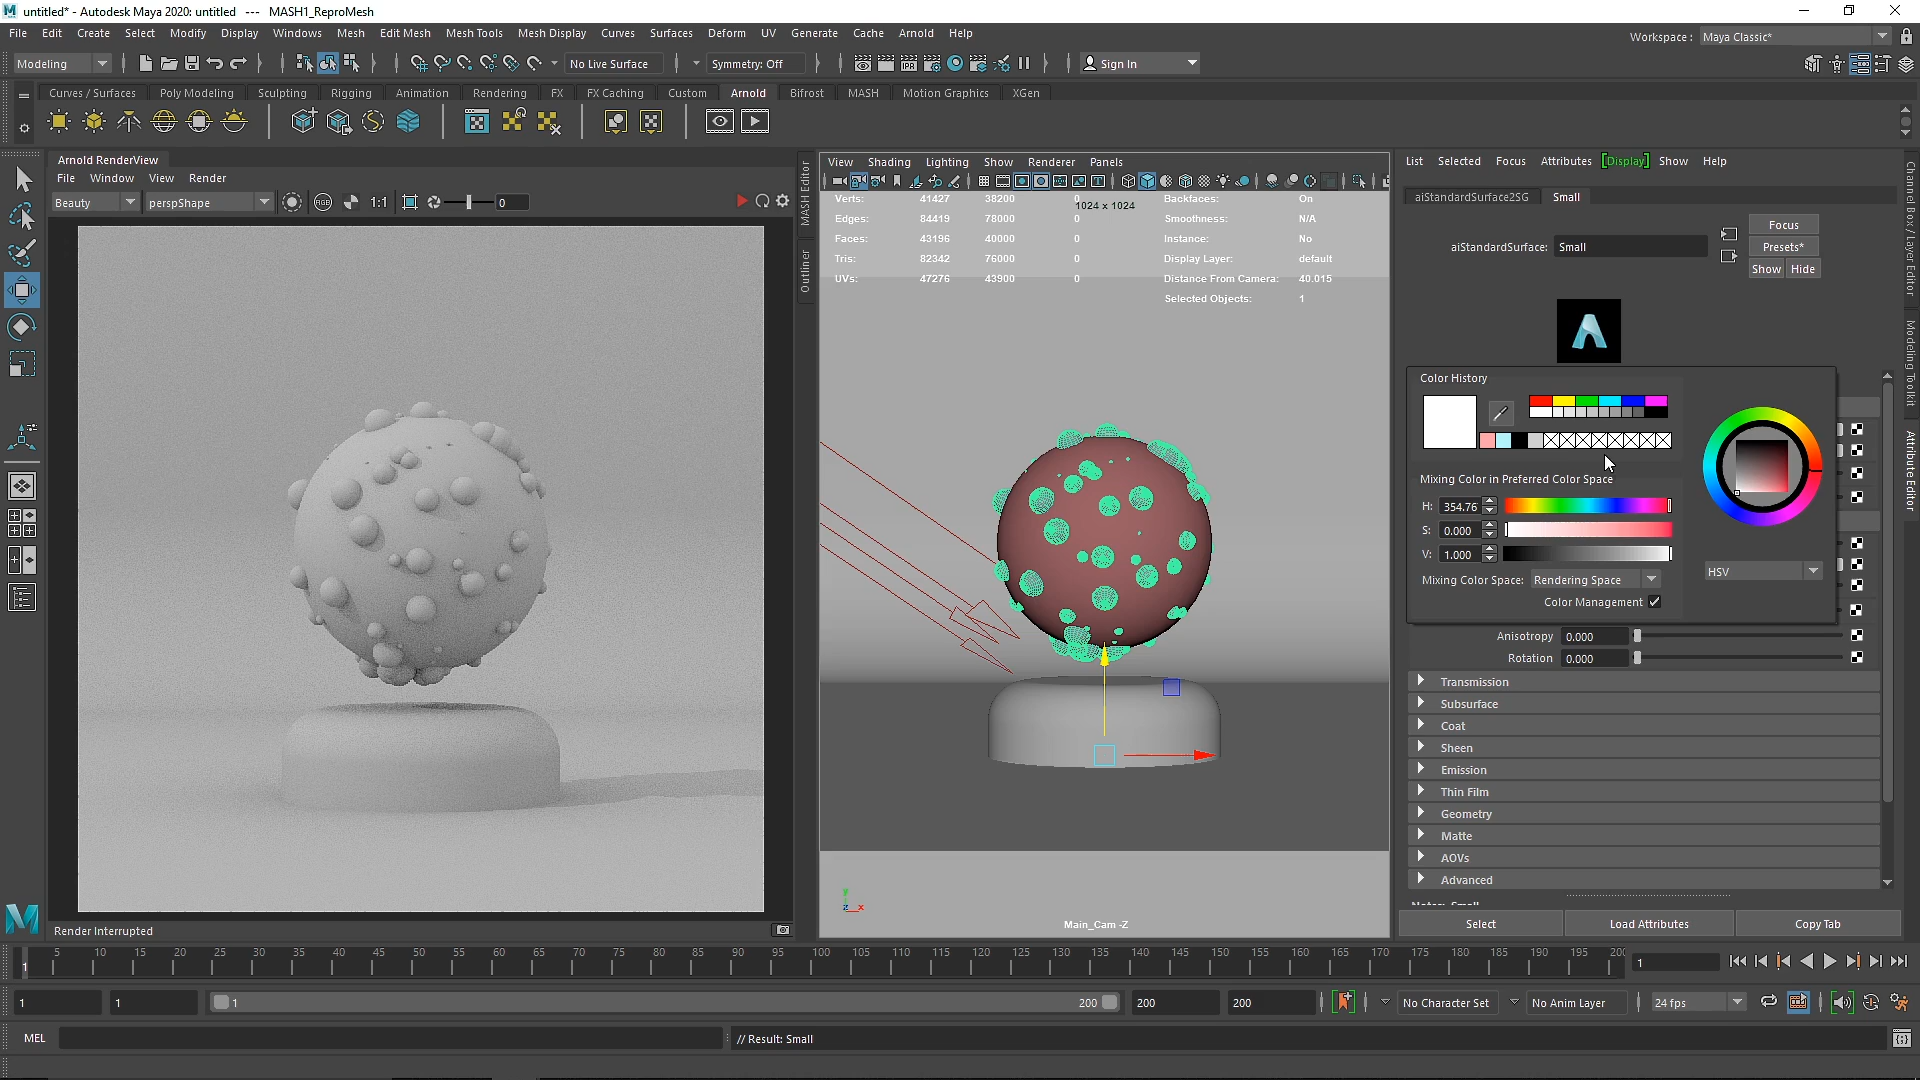 untitled* - Autodesk Maya 2020: untitled   ---   MASH1_ReproMesh
File Edit Create Select Modify Display Windows Mesh Edit Mesh Mesh Tools Mesh Display Curves Surfaces Deform UV Generate Cache Arnold Help
Workspace : Maya Classic*
Modeling No Live Surface Symmetry: Off Sign In
Curves / Surfaces Poly Modeling Sculpting Rigging Animation Rendering FX FX Caching Custom Arnold Bifrost MASH Motion Graphics XGen
Arnold RenderView
File Window View Render
Beauty perspShape RGB 1:1 0
Render Interrupted
MASH Editor
Outliner
View Shading Lighting Show Renderer Panels
Verts: 41427 38200 0 Backfaces: On
1024 x 1024
Edges: 84419 78000 0 Smoothness: N/A
Faces: 43196 40000 0 Instance: No
Tris: 82342 76000 0 Display Layer: default
UVs: 47276 43900 0 Distance From Camera: 40.015
Selected Objects: 1
Main_Cam -Z
List Selected Focus Attributes [Display] Show Help
aiStandardSurface2SG Small
Focus
aiStandardSurface: Small Presets*
Show Hide
Color History
Mixing Color in Preferred Color Space
H: 354.76
S: 0.000
V: 1.000
HSV
Mixing Color Space: Rendering Space
Color Management
Anisotropy 0.000
Rotation 0.000
Transmission
Subsurface
Coat
Sheen
Emission
Thin Film
Geometry
Matte
AOVs
Advanced
Select Load Attributes Copy Tab
Channel Box / Layer Editor
Modeling Toolkit
Attribute Editor
1 5 10 15 20 25 30 35 40 45 50 55 60 65 70 75 80 85 90 95 100 105 110 115 120 125 130 135 140 145 150 155 160 165 170 175 180 185 190 195 200 1
1 1 1 200 200 200 No Character Set No Anim Layer 24 fps
MEL // Result: Small